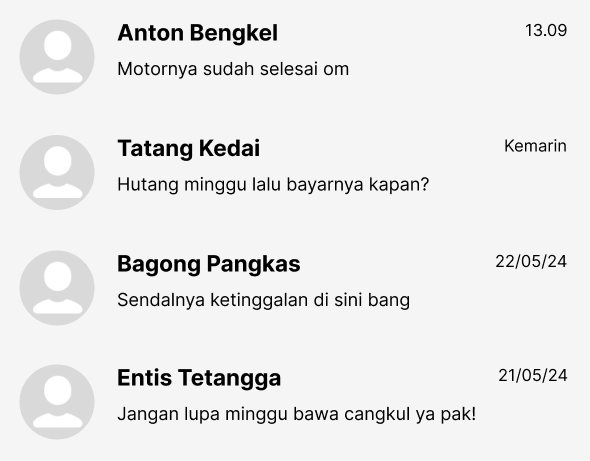 Anton Bengkel
13.09
Motornya sudah selesai om
Tatang Kedai
Kemarin
Hutang minggu lalu bayarnya kapan?
Bagong Pangkas
22/05/24
Sendalnya ketinggalan di sini bang
Entis Tetangga
21/05/24
Jangan lupa minggu bawa cangkul ya pak!